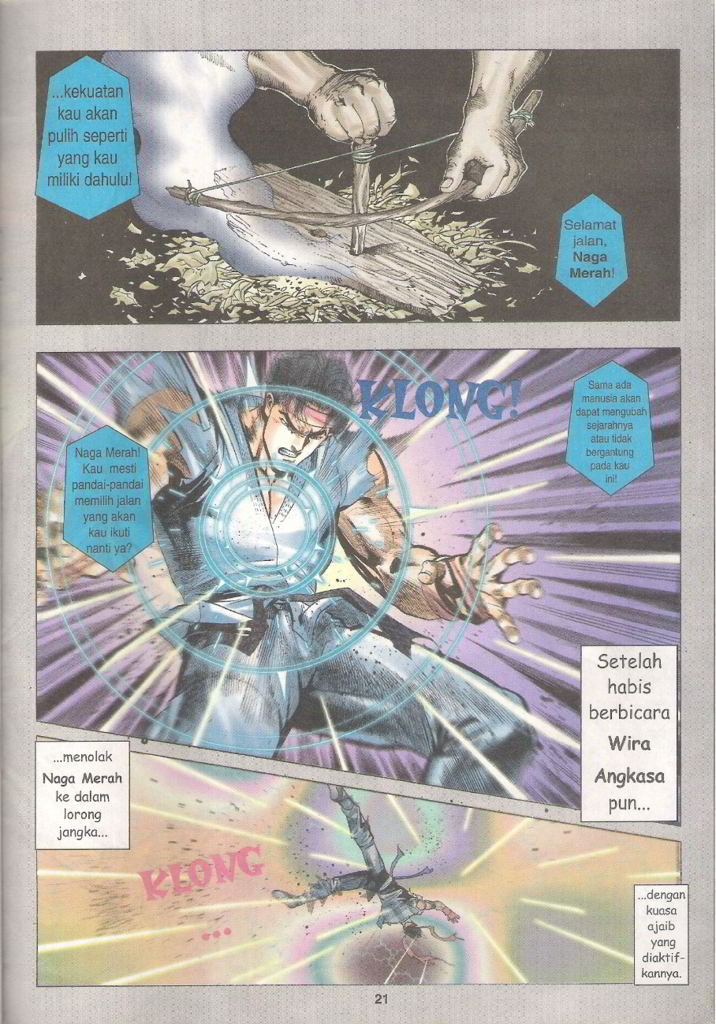 ...kekuatan
kau akan
pulih seperti
yang kau
miliki dahulu!
Selamat
jalan,
Naga
Merah!
KLONG!
Sama ada
manusia akan
dapat mengubah
sejarahnya
atau tidak
bergantung
pada kau
ini!
Naga Merah!
Kau mesti
pandai-pandai
memilih jalan
yang akan
kau ikuti
nanti ya?
Setelah
habis
berbicara
Wira
Angkasa
pun...
...menolak
Naga Merah
ke dalam
lorong
jangka...
KLONG
...
...dengan
kuasa
ajaib
yang
diaktif-
kannya.
21